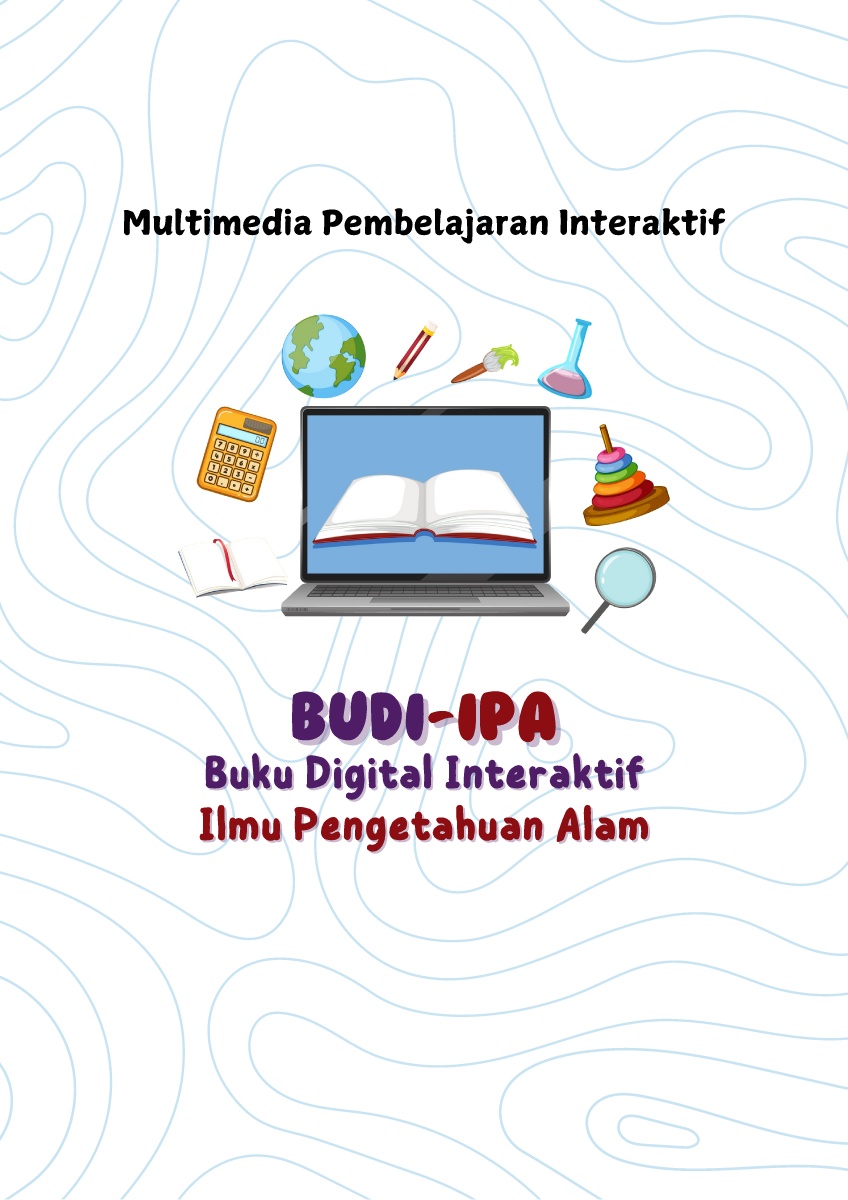 Multimedia Pembelajaran Interaktif
BUDI-IPA
Buku Digital Interaktif
Ilmu Pengetahuan Alam